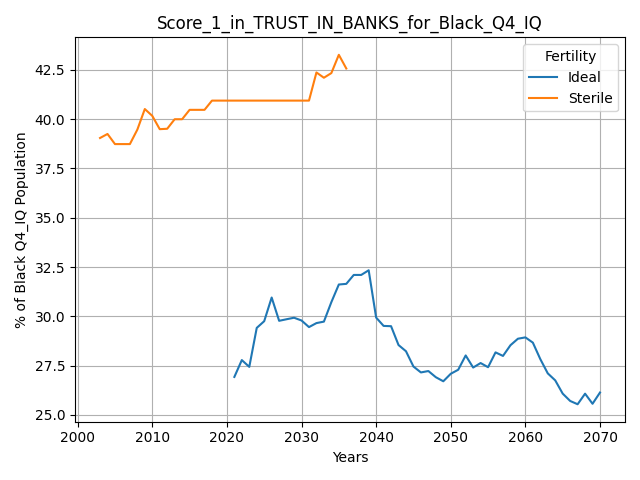 Score_1_in_TRUST_IN_BANKS_for_Black_Q4_IQ
% of Black Q4_IQ Population
42.5
40.0
37.5
35.0
32.5
30.0
27.5
25.0
Fertility
Ideal
Sterile
2000 2010 2020 2030 2040 2050 2060 2070
Years